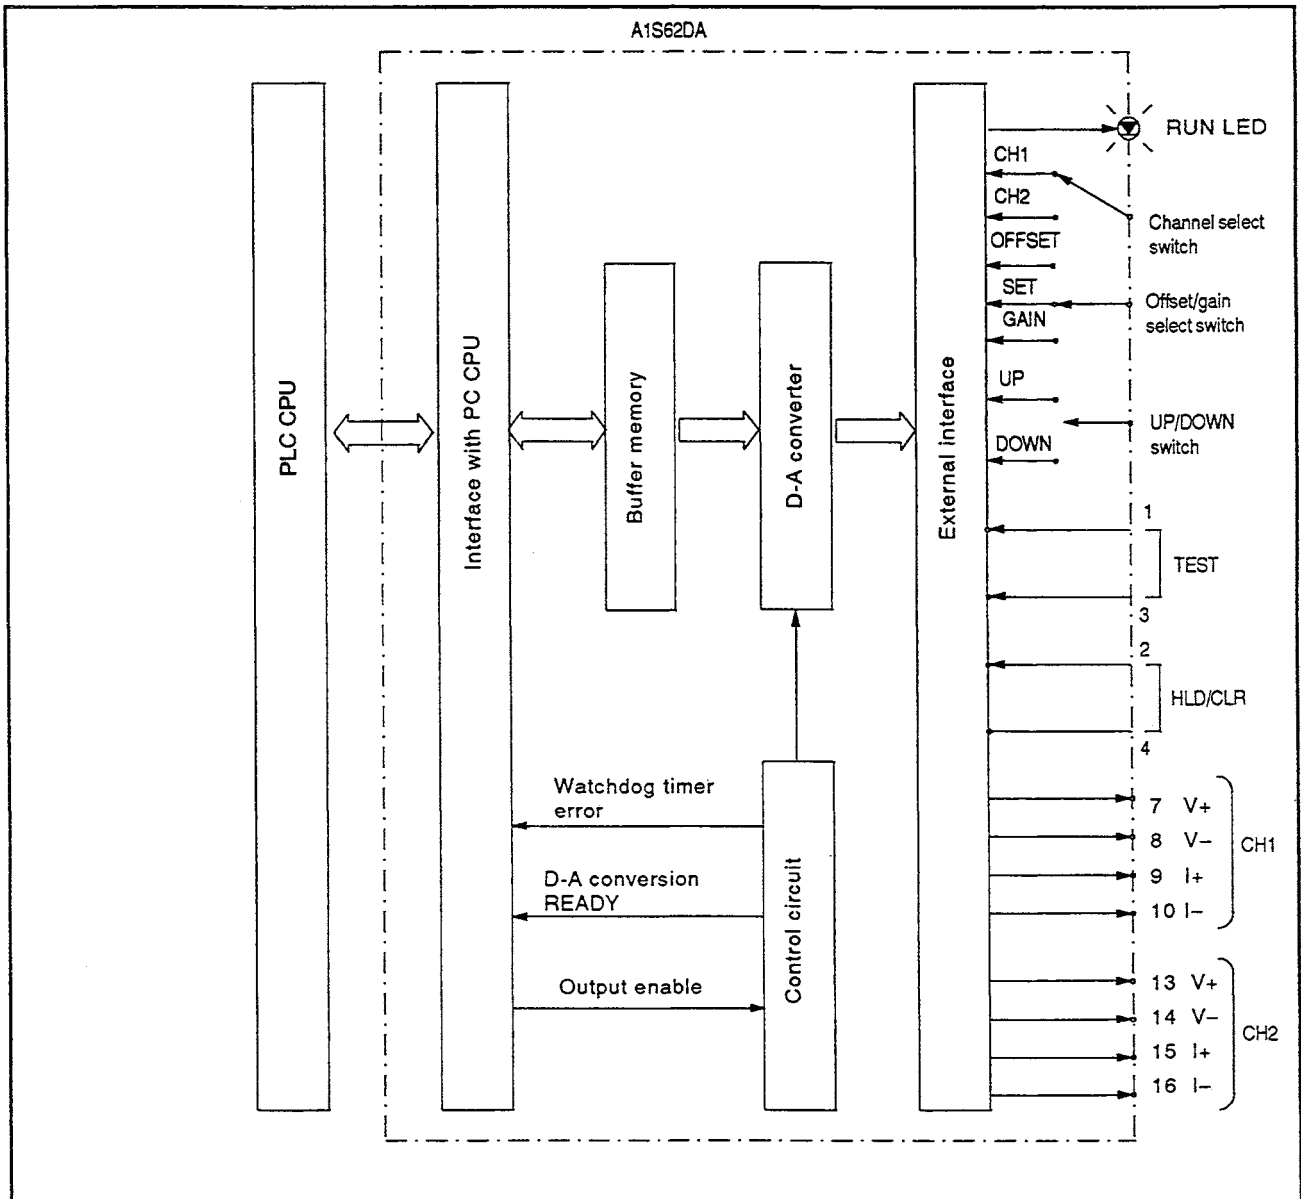 A1S62DA
PLC CPU
Interface with PC CPU
Buffer memory
D-A converter
External interface
Control circuit
Watchdog timer
error
D-A conversion
READY
Output enable
RUN LED
CH1
CH2
Channel select
switch
OFFSET
SET
GAIN
Offset/gain
select switch
UP
DOWN
UP/DOWN
switch
1
TEST
3
2
HLD/CLR
4
7 V+
8 V−
9 I+
10 I−
CH1
13 V+
14 V−
15 I+
16 I−
CH2